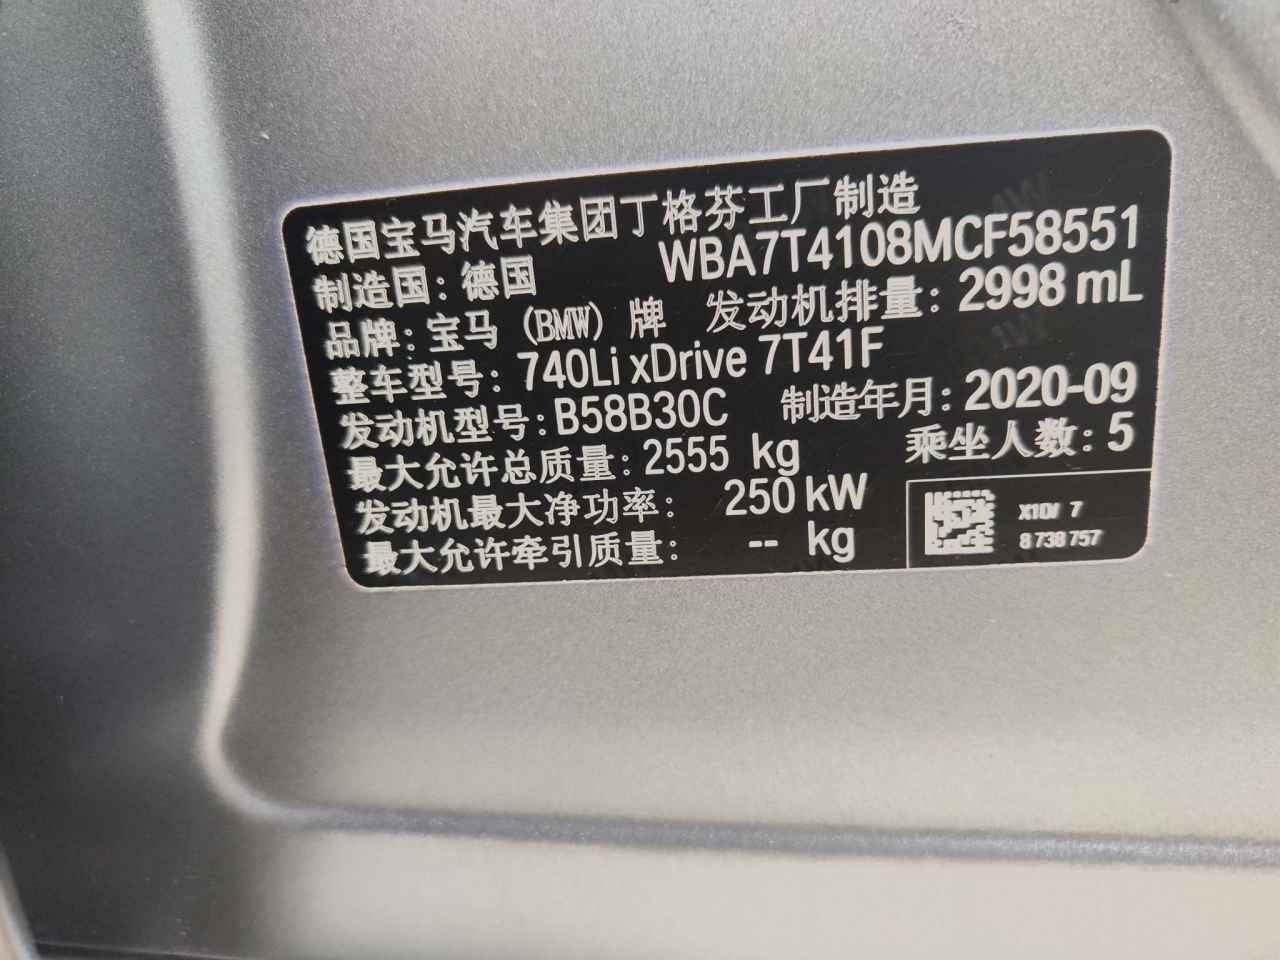 德国宝马汽车集团丁格芬工厂制造
制造国：德国 WBA7T4108MCF58551
品牌：宝马（BMW）牌 发动机排量：2998 mL
整车型号：740Li xDrive 7T41F
发动机型号：B58B30C 制造年月：2020-09
最大允许总质量：2555 kg 乘坐人数：5
发动机最大净功率： 250 kW
最大允许牵引质量： -- kg
X10/ 7
8 738 757